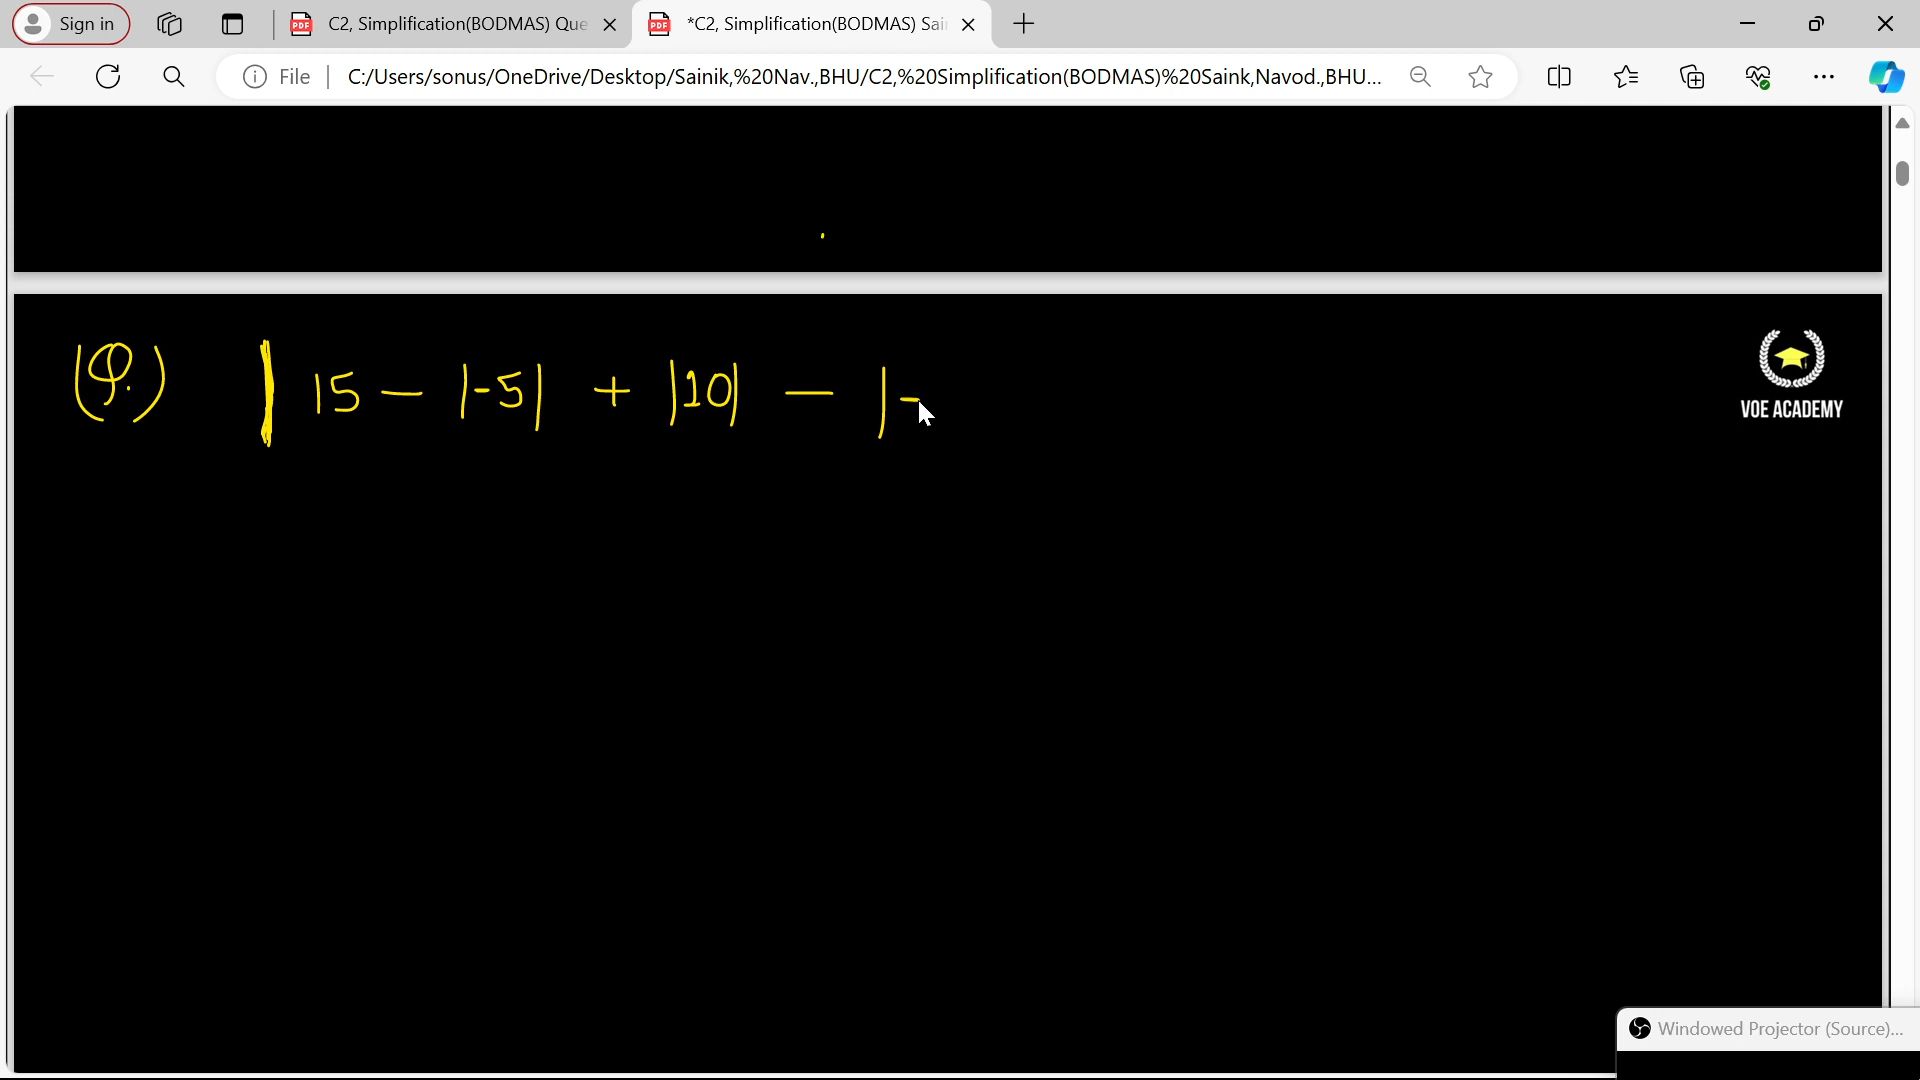 Sign in
C2, Simplification(BODMAS) Que
*C2, Simplification(BODMAS) Sai
File
C:/Users/sonus/OneDrive/Desktop/Sainik,%20Nav.,BHU/C2,%20Simplification(BODMAS)%20Saink,Navod.,BHU...
(Q.) | 15 - |-5| + |10| - |-
VOE ACADEMY
Windowed Projector (Source)...